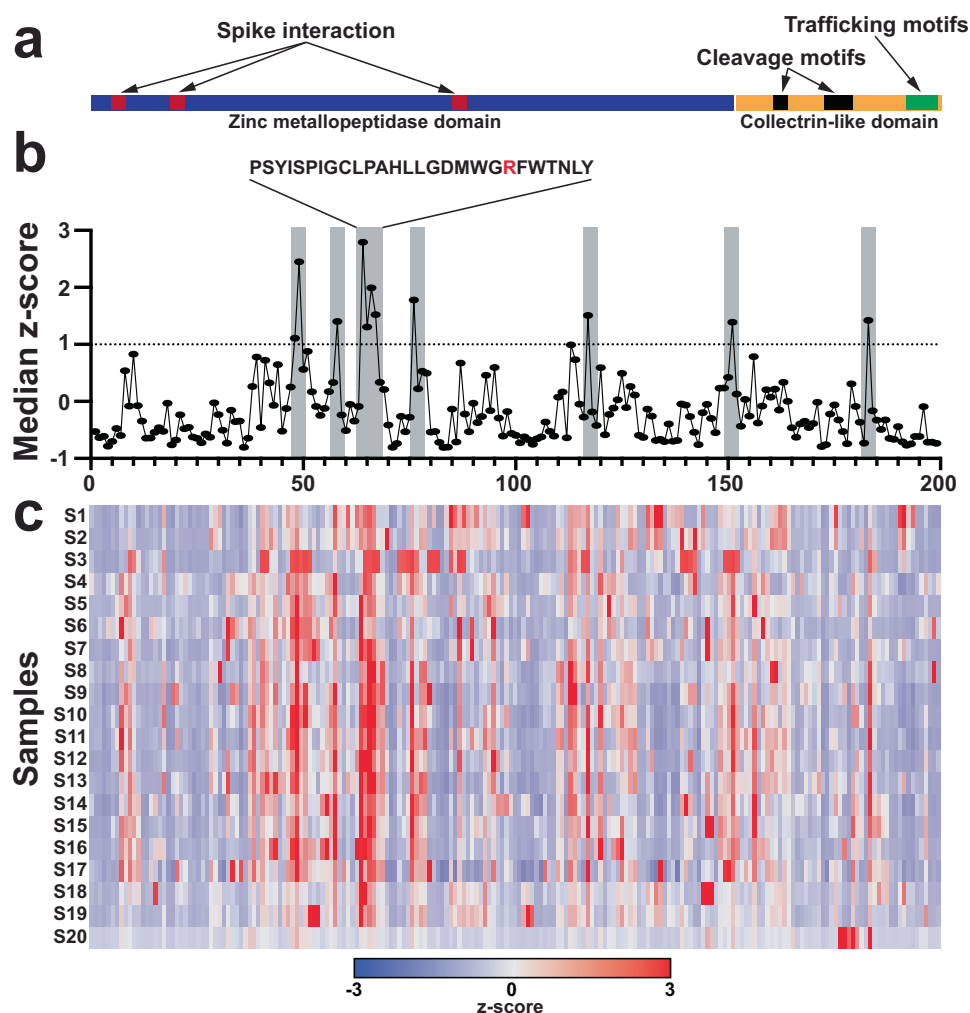 a
Spike interaction
Trafficking motifs
Cleavage motifs
Zinc metallopeptidase domain
Collectrin-like domain
b
PSYISPIGCLPAHLLGDMWGRFWTNLY
Median z-score
3
2
1
0
-1
0
50
100
150
200
c
Samples
S1
S2
S3
S4
S5
S6
S7
S8
S9
S10
S11
S12
S13
S14
S15
S16
S17
S18
S19
S20
-3
0
3
z-score